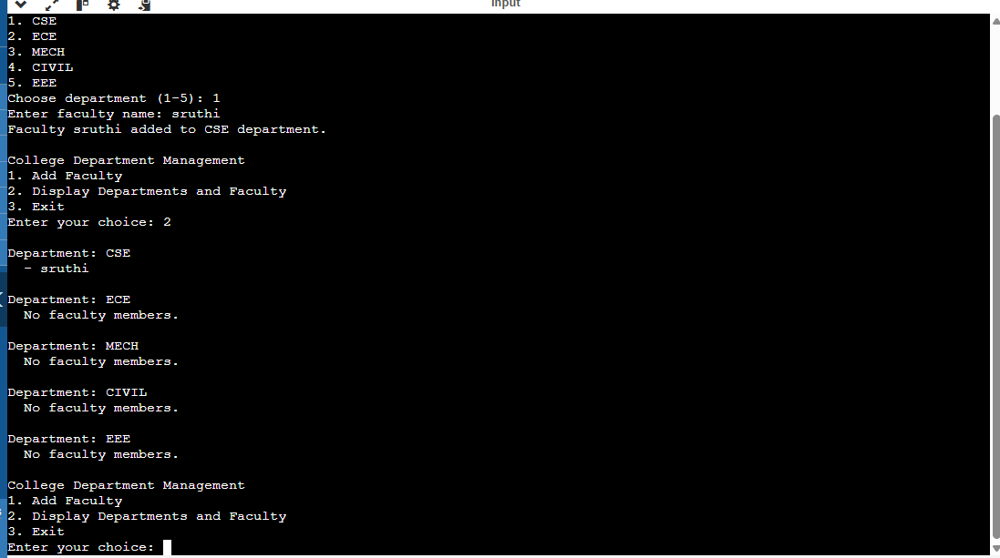 input
1. CSE
2. ECE
3. MECH
4. CIVIL
5. EEE
Choose department (1-5): 1
Enter faculty name: sruthi
Faculty sruthi added to CSE department.
College Department Management
1. Add Faculty
2. Display Departments and Faculty
3. Exit
Enter your choice: 2
Department: CSE
- sruthi
Department: ECE
No faculty members.
Department: MECH
No faculty members.
Department: CIVIL
No faculty members.
Department: EEE
No faculty members.
College Department Management
1. Add Faculty
2. Display Departments and Faculty
3. Exit
Enter your choice: